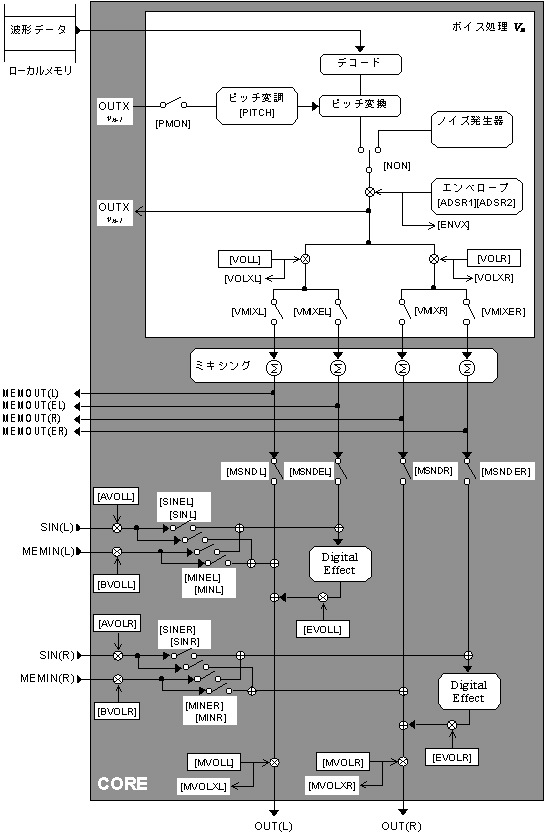 波形データ
ボイス処理 Vn
ローカルメモリ
デコード
OUTX
Vn-1
ピッチ変調
[PITCH]
ピッチ変換
ノイズ発生器
[PMON]
[NON]
エンベロープ
[ADSR1][ADSR2]
OUTX
Vn-1
[ENVX]
[VOLL]
[VOLR]
[VOLXL]
[VOLXR]
[VMIXL]
[VMIXEL]
[VMIXR]
[VMIXER]
ミキシング
Σ
Σ
Σ
Σ
MEMOUT(L)
MEMOUT(EL)
MEMOUT(R)
MEMOUT(ER)
[MSNDL]
[MSNDEL]
[MSNDR]
[MSNDER]
[AVOLL]
[SINEL]
[SINL]
SIN(L)
MEMIN(L)
Digital
Effect
[MINEL]
[MINL]
[BVOLL]
[AVOLR]
[EVOLL]
[SINER]
[SINR]
SIN(R)
MEMIN(R)
Digital
Effect
[MINER]
[MINR]
[BVOLR]
[MVOLL]
[MVOLR]
[EVOLR]
[MVOLXL]
[MVOLXR]
CORE
OUT(L)
OUT(R)